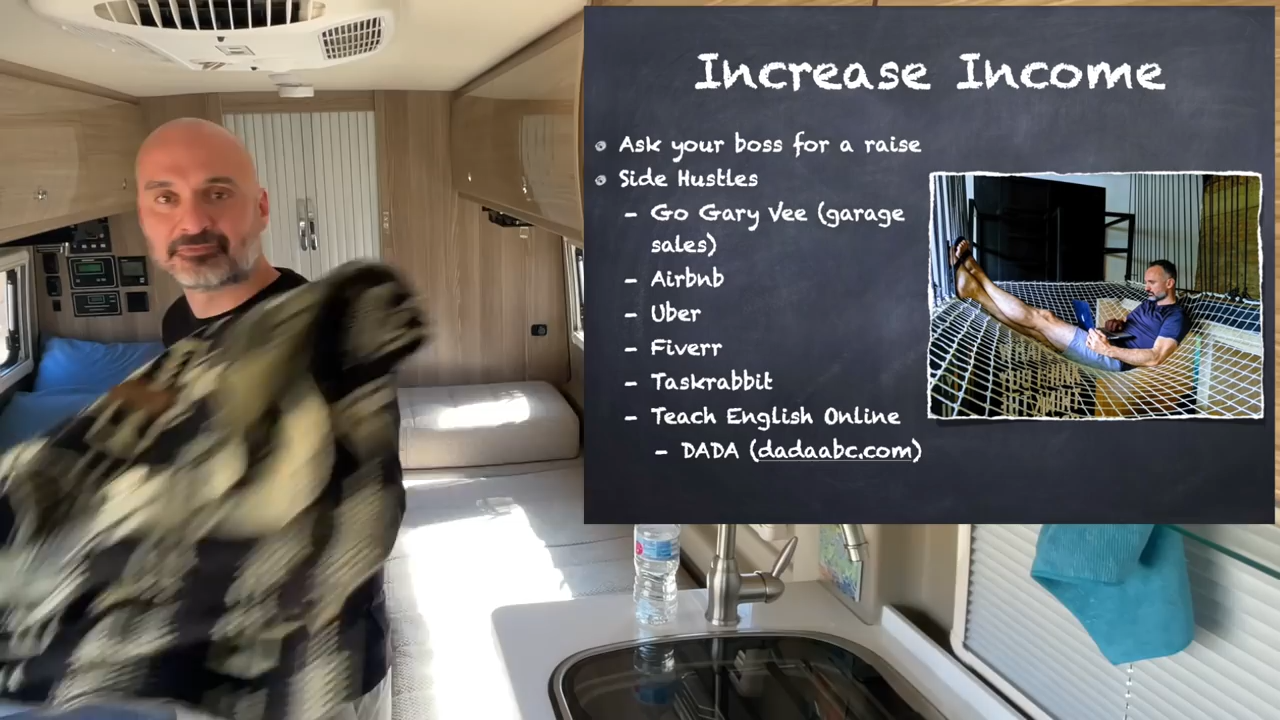 Increase Income
Ask your boss for a raise
Side Hustles
- Go Gary Vee (garage
sales)
- Airbnb
- Uber
- Fiverr
- Taskrabbit
- Teach English Online
- DADA (dadaabc.com)